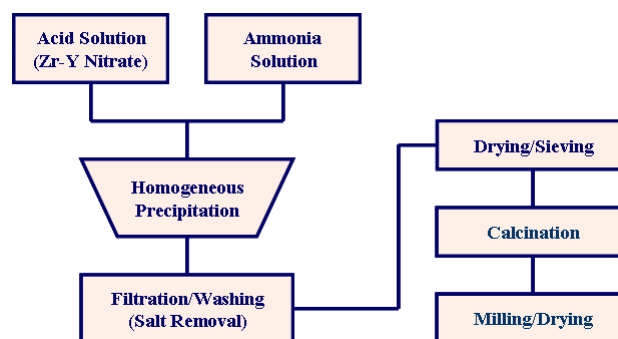 Acid Solution
(Zr-Y Nitrate)
Ammonia
Solution
Homogeneous
Precipitation
Filtration/Washing
(Salt Removal)
Drying/Sieving
Calcination
Milling/Drying